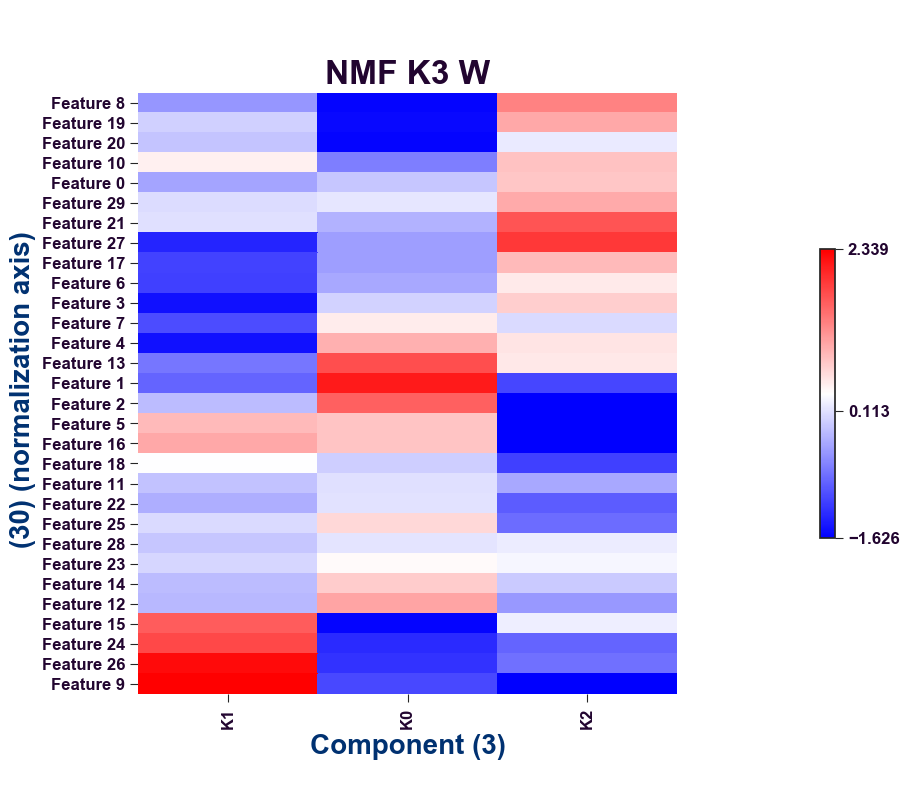 NMF K3 W
Feature 8
Feature 19
Feature 20
Feature 10
Feature 0
Feature 29
Feature 21
Feature 27
Feature 17
Feature 6
Feature 3
Feature 7
Feature 4
Feature 13
Feature 1
Feature 2
Feature 5
Feature 16
Feature 18
Feature 11
Feature 22
Feature 25
Feature 28
Feature 23
Feature 14
Feature 12
Feature 15
Feature 24
Feature 26
Feature 9
(30) (normalization axis)
K1
K0
K2
Component (3)
2.339
0.113
−1.626